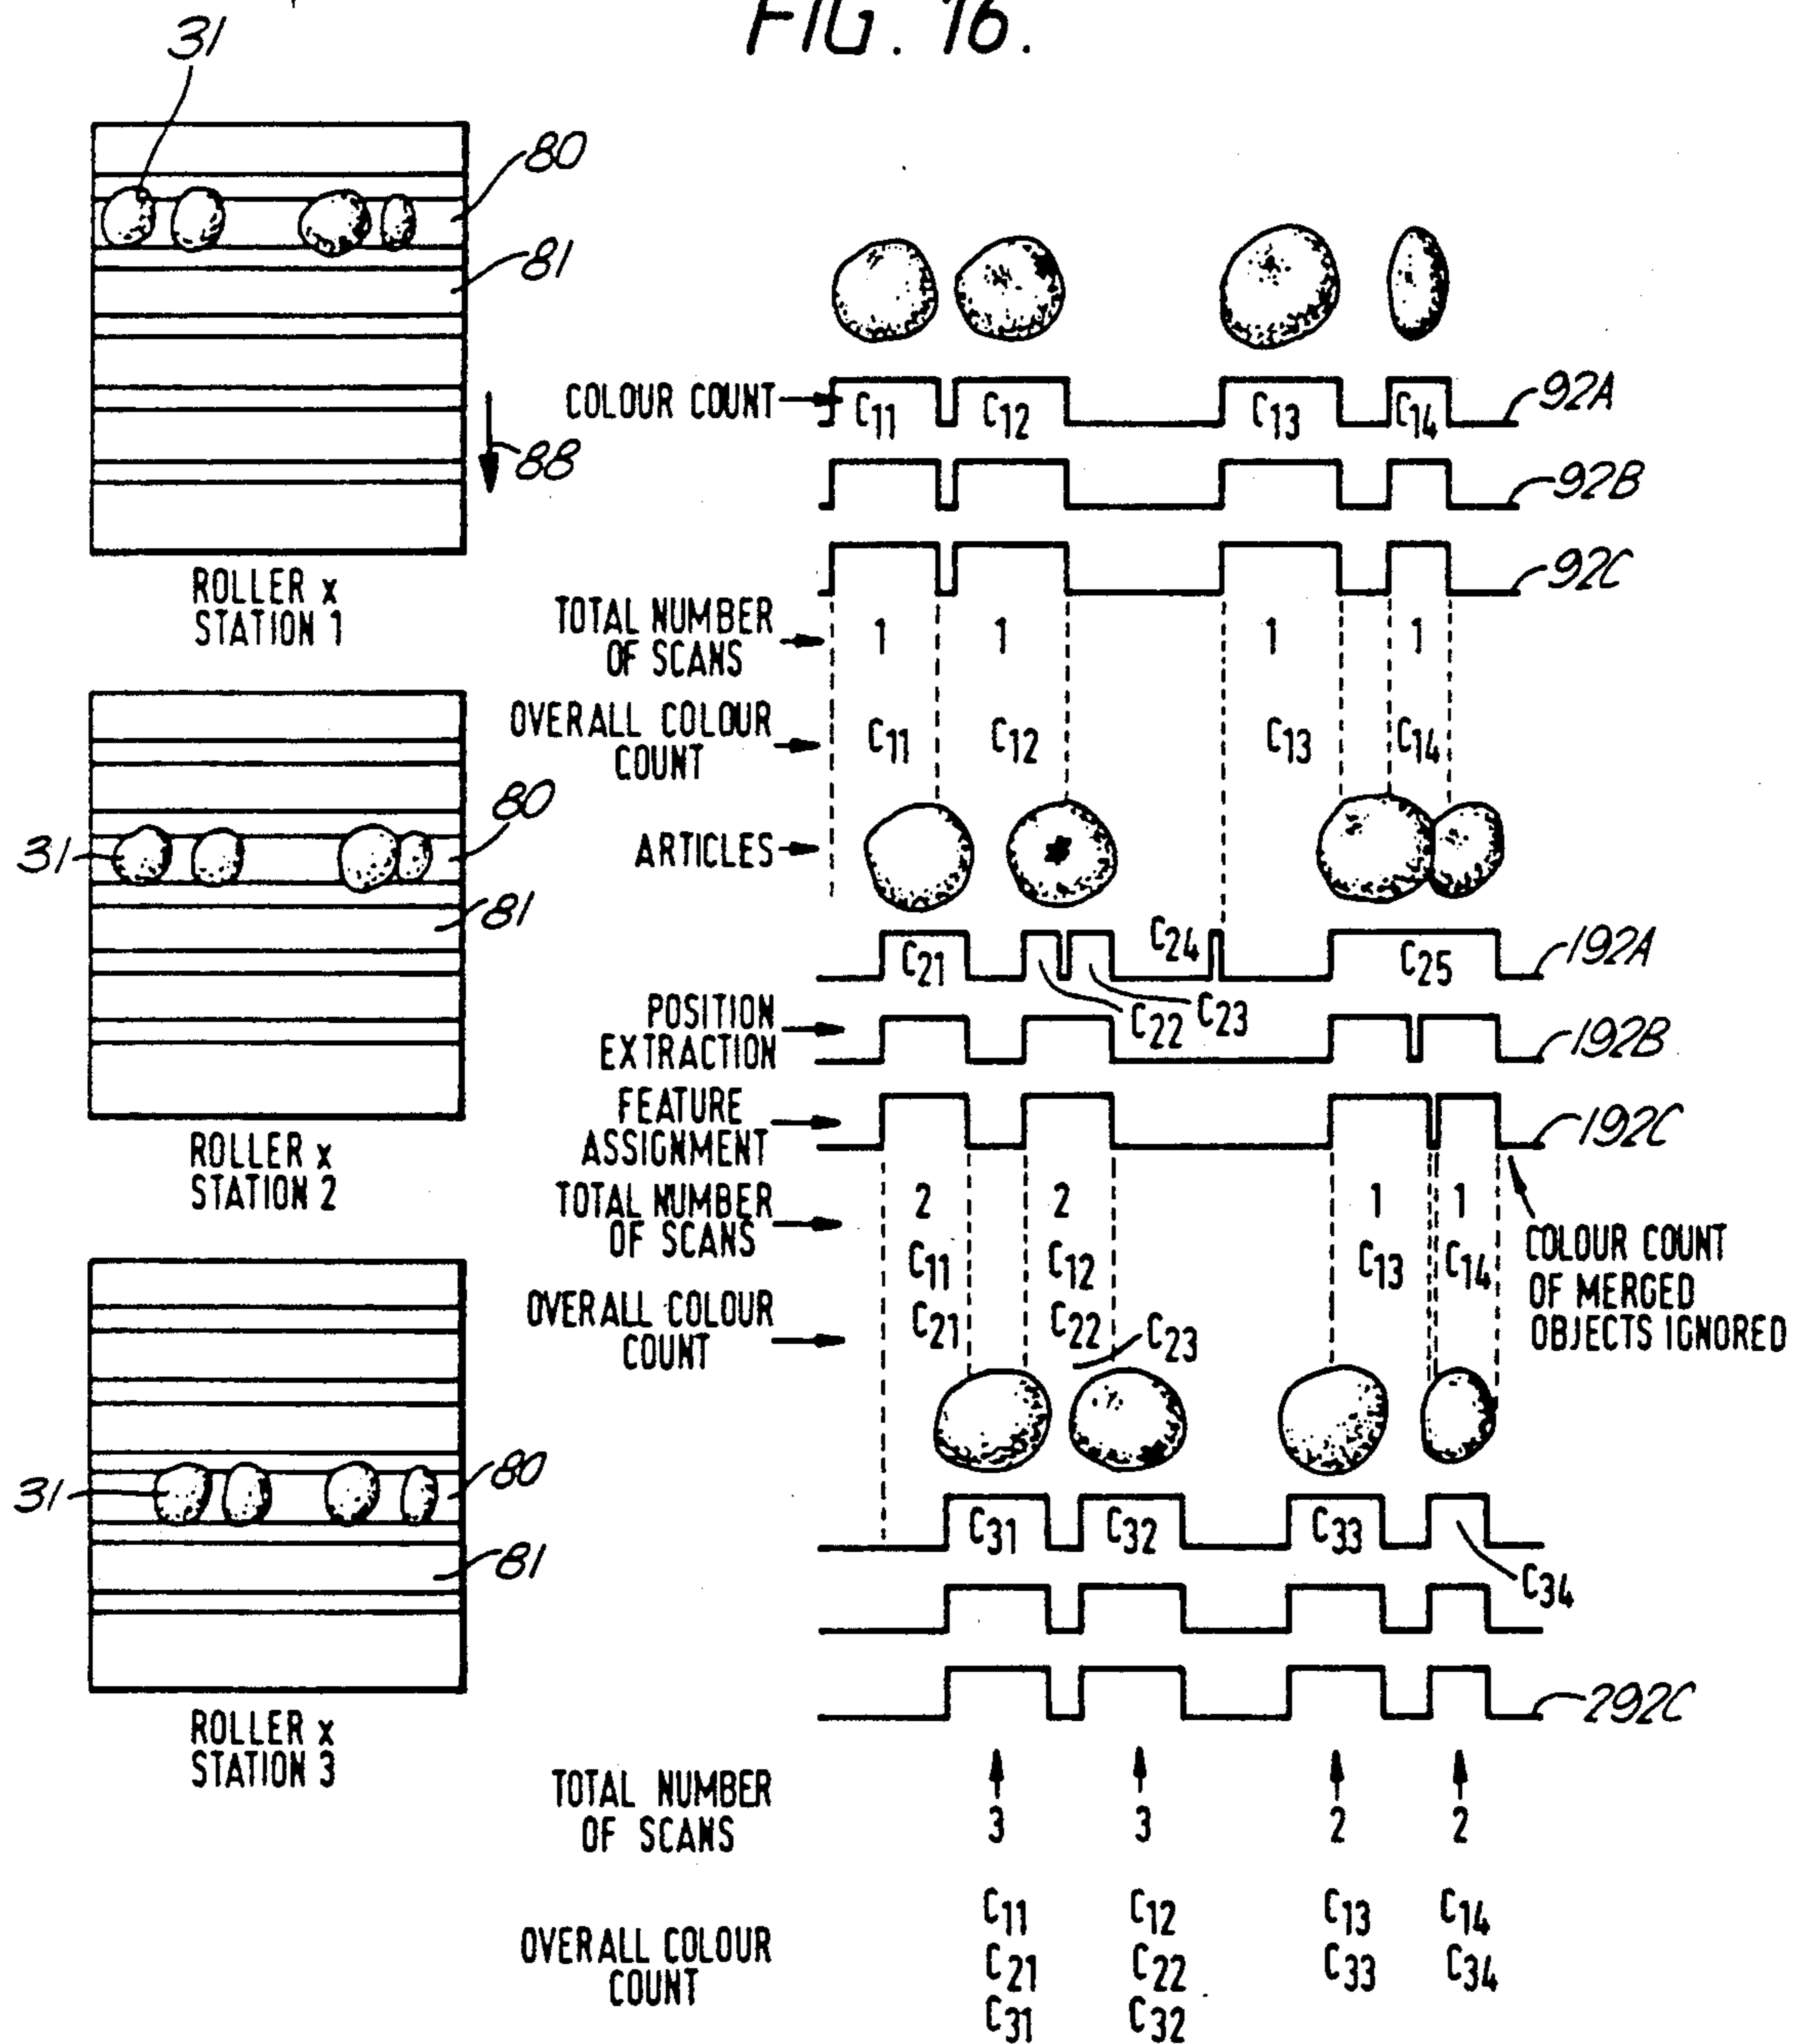 FIG. 16.
31
80
81
88
ROLLER x
STATION 1
COLOUR COUNT
C11 C12 C13 C14
92A
92B
92C
TOTAL NUMBER
OF SCANS
1 1 1 1
OVERALL COLOUR
COUNT
C11 C12 C13 C14
31
80
81
ROLLER x
STATION 2
ARTICLES
C21 C24 C25
192A
C22 C23
POSITION
EXTRACTION
192B
FEATURE
ASSIGNMENT
192C
TOTAL NUMBER
OF SCANS
2 2 1 1
OVERALL COLOUR
COUNT
C11 C12 C13 C14
C21 C22 C23
COLOUR COUNT
OF MERGED
OBJECTS IGNORED
31
80
81
ROLLER x
STATION 3
C31 C32 C33
C34
292C
TOTAL NUMBER
OF SCANS
3 3 2 2
OVERALL COLOUR
COUNT
C11 C12 C13 C14
C21 C22 C33 C34
C31 C32